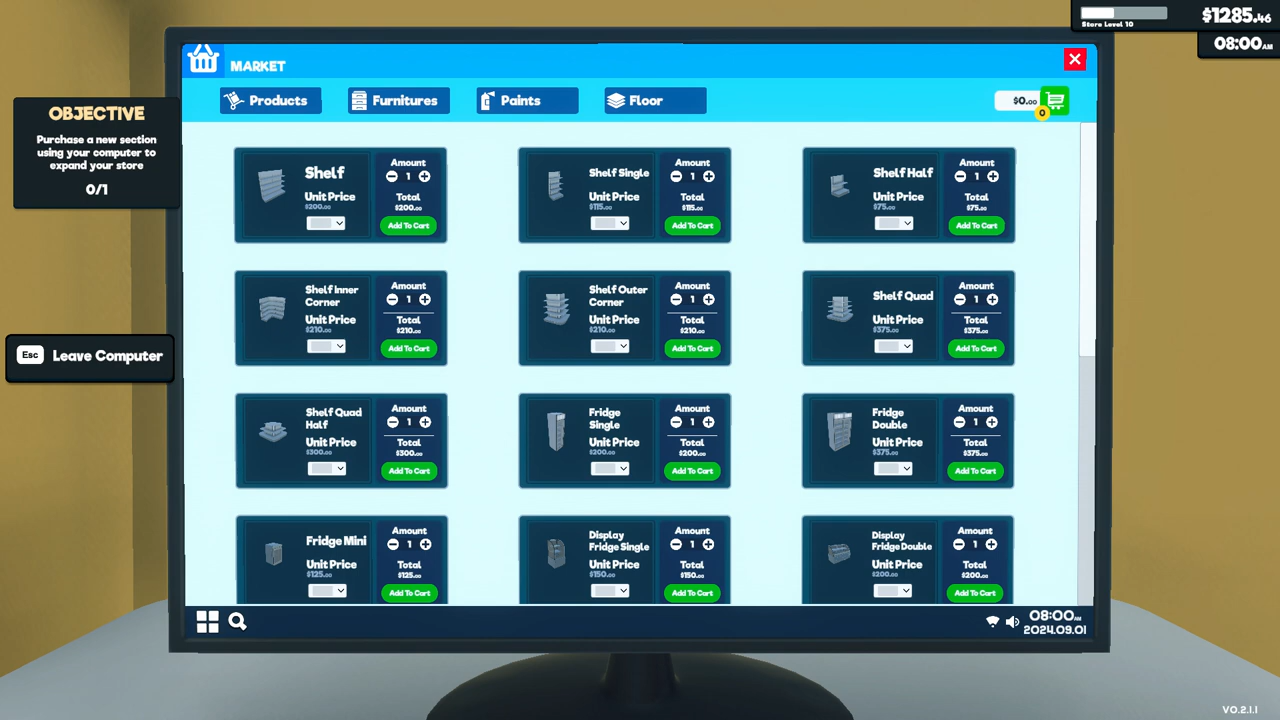 $1285.46
Store Level 10
08:00AM
MARKET
Products
Furnitures
Paints
Floor
$0.00
0
OBJECTIVE
Purchase a new section
using your computer to
expand your store
0/1
Esc
Leave Computer
Shelf
Unit Price
$200.00
Amount
1
Total
$200.00
Add To Cart
Shelf Single
Unit Price
$115.00
Amount
1
Total
$115.00
Add To Cart
Shelf Half
Unit Price
$75.00
Amount
1
Total
$75.00
Add To Cart
Shelf Inner
Corner
Unit Price
$210.00
Amount
1
Total
$210.00
Add To Cart
Shelf Outer
Corner
Unit Price
$210.00
Amount
1
Total
$210.00
Add To Cart
Shelf Quad
Unit Price
$375.00
Amount
1
Total
$375.00
Add To Cart
Shelf Quad
Half
Unit Price
$300.00
Amount
1
Total
$300.00
Add To Cart
Fridge
Single
Unit Price
$200.00
Amount
1
Total
$200.00
Add To Cart
Fridge
Double
Unit Price
$375.00
Amount
1
Total
$375.00
Add To Cart
Fridge Mini
Unit Price
$125.00
Amount
1
Total
$125.00
Add To Cart
Display
Fridge Single
Unit Price
$150.00
Amount
1
Total
$150.00
Add To Cart
Display
Fridge Double
Unit Price
$200.00
Amount
1
Total
$200.00
Add To Cart
08:00AM
2024.09.01
V0.2.1.1